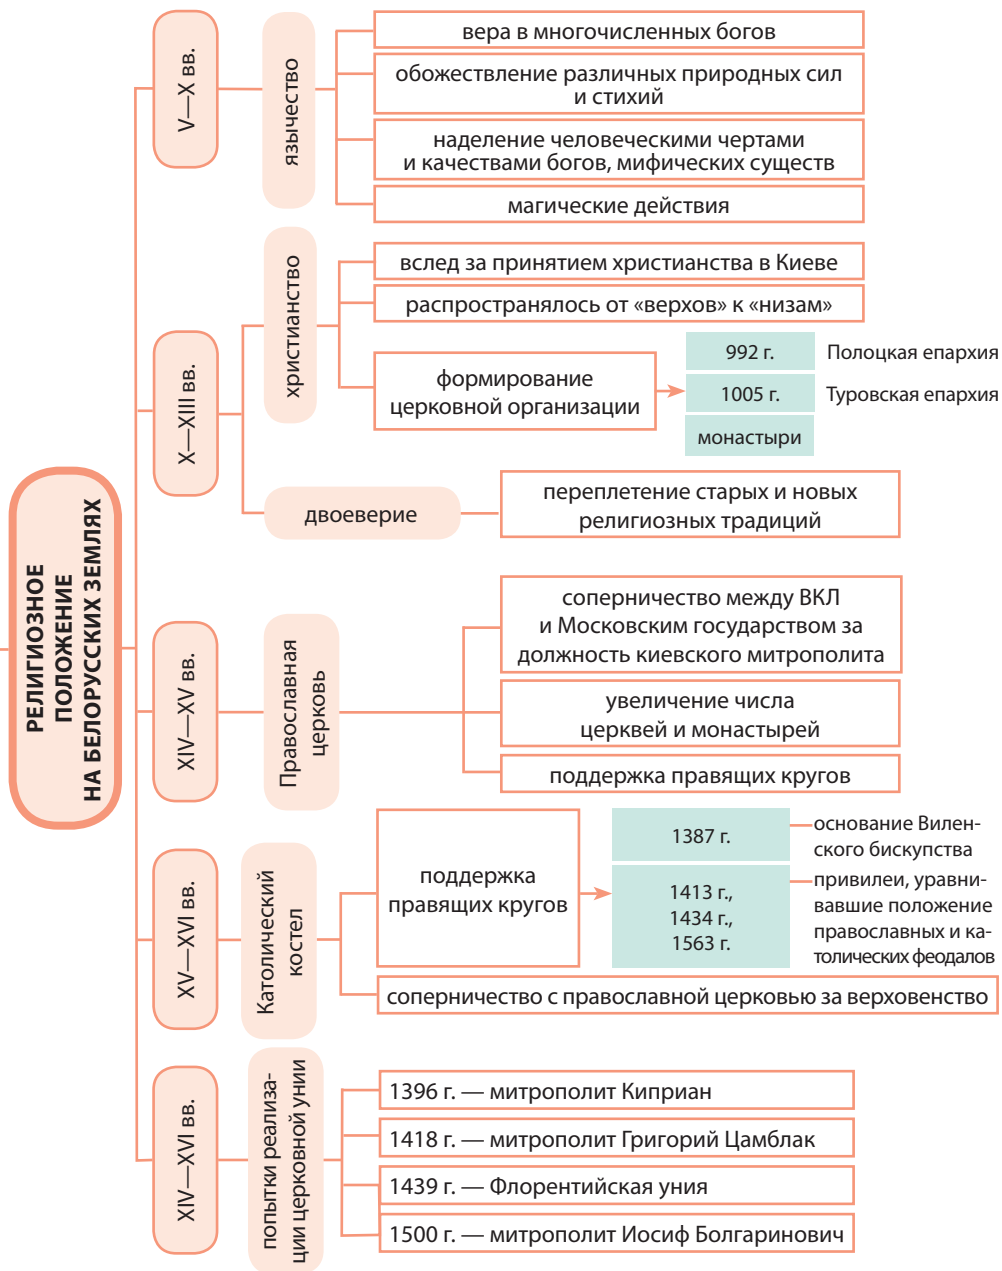 РЕЛИГИОЗНОЕ
ПОЛОЖЕНИЕ
НА БЕЛОРУССКИХ ЗЕМЛЯХ
V—X вв.
язычество
вера в многочисленных богов
обожествление различных природных сил
и стихий
наделение человеческими чертами
и качествами богов, мифических существ
магические действия
X—XIII вв.
христианство
вслед за принятием христианства в Киеве
распространялось от «верхов» к «низам»
формирование
церковной организации
992 г.
Полоцкая епархия
1005 г.
Туровская епархия
монастыри
двоеверие
переплетение старых и новых
религиозных традиций
XIV—XV вв.
Православная
церковь
соперничество между ВКЛ
и Московским государством за
должность киевского митрополита
увеличение числа
церквей и монастырей
поддержка правящих кругов
XV—XVI вв.
Католический
костел
поддержка
правящих кругов
1387 г.
основание Вилен-
ского бискупства
1413 г.,
1434 г.,
1563 г.
привилеи, уравни-
вавшие положение
православных и ка-
толических феодалов
соперничество с православной церковью за верховенство
XIV—XVI вв.
попытки реализа-
ции церковной унии
1396 г. — митрополит Киприан
1418 г. — митрополит Григорий Цамблак
1439 г. — Флорентийская уния
1500 г. — митрополит Иосиф Болгаринович